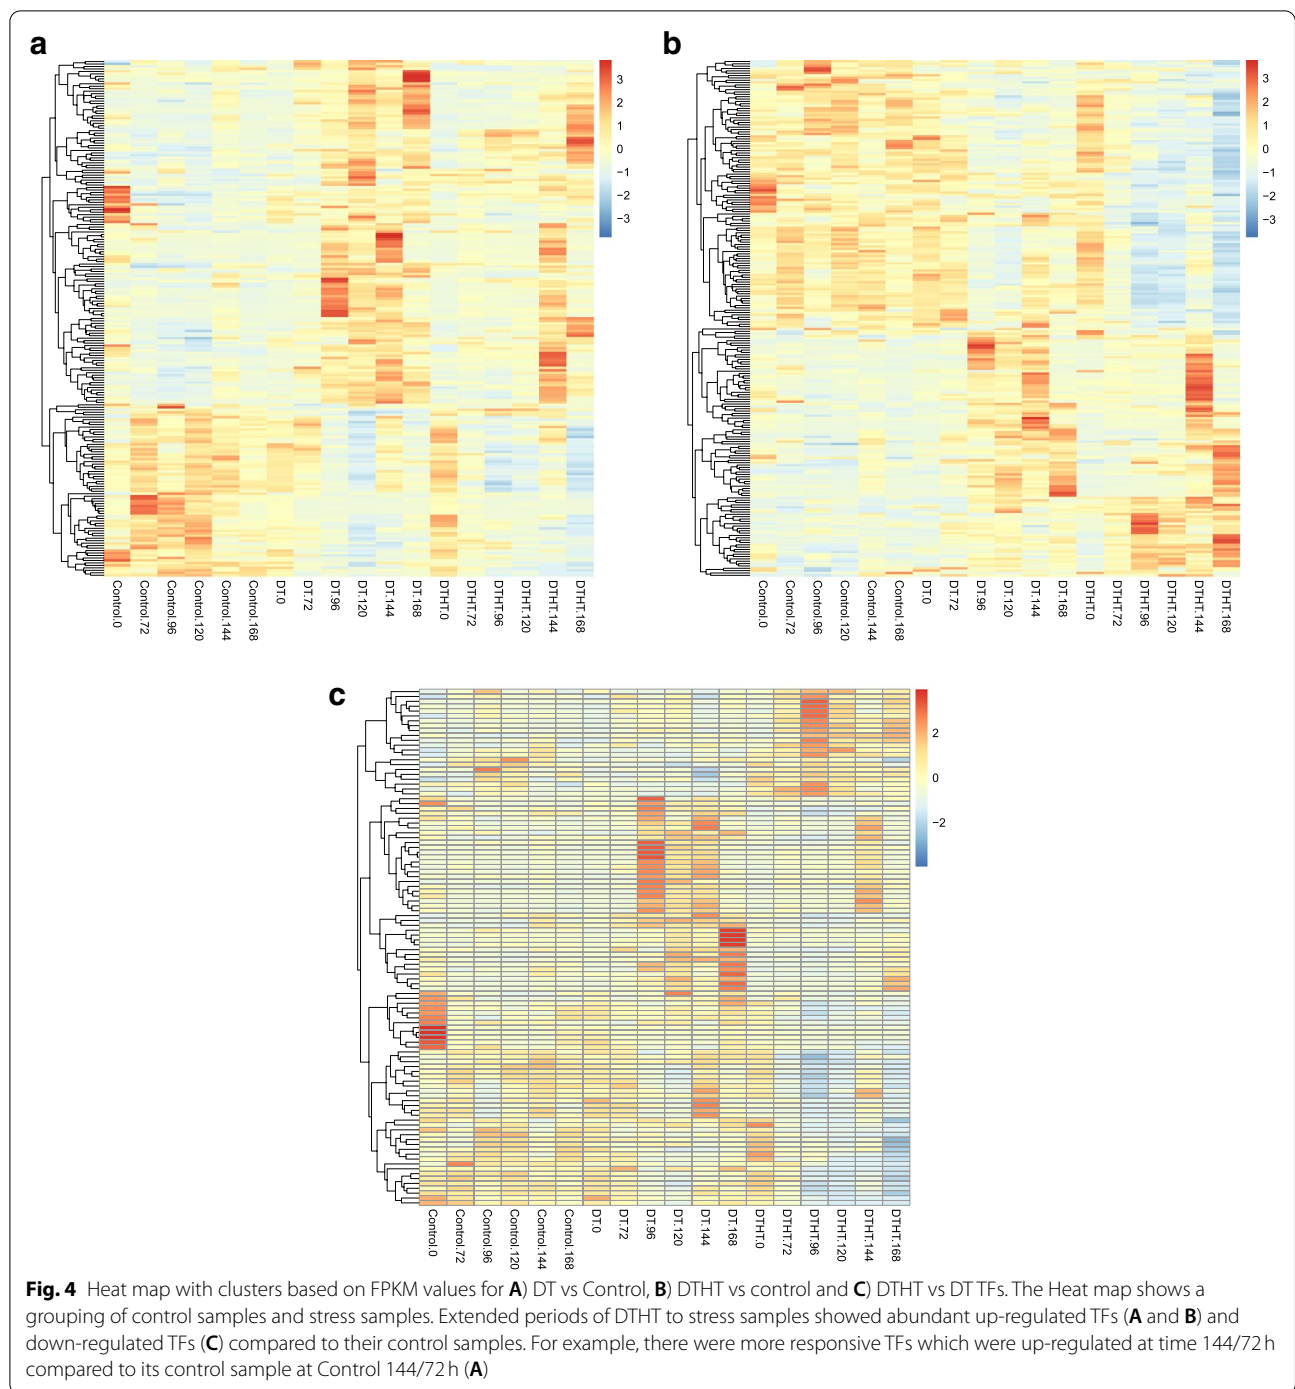 a
3
2
1
0
−1
−2
−3
Control.0
Control.72
Control.96
Control.120
Control.144
Control.168
DT.0
DT.72
DT.96
DT.120
DT.144
DT.168
DTHT.0
DTHT.72
DTHT.96
DTHT.120
DTHT.144
DTHT.168
b
3
2
1
0
−1
−2
−3
Control.0
Control.72
Control.96
Control.120
Control.144
Control.168
DT.0
DT.72
DT.96
DT.120
DT.144
DT.168
DTHT.0
DTHT.72
DTHT.96
DTHT.120
DTHT.144
DTHT.168
c
2
0
−2
Control.0
Control.72
Control.96
Control.120
Control.144
Control.168
DT.0
DT.72
DT.96
DT.120
DT.144
DT.168
DTHT.0
DTHT.72
DTHT.96
DTHT.120
DTHT.144
DTHT.168
Fig. 4 Heat map with clusters based on FPKM values for A) DT vs Control, B) DTHT vs control and C) DTHT vs DT TFs. The Heat map shows a
grouping of control samples and stress samples. Extended periods of DTHT to stress samples showed abundant up-regulated TFs (A and B) and
down-regulated TFs (C) compared to their control samples. For example, there were more responsive TFs which were up-regulated at time 144/72 h
compared to its control sample at Control 144/72 h (A)